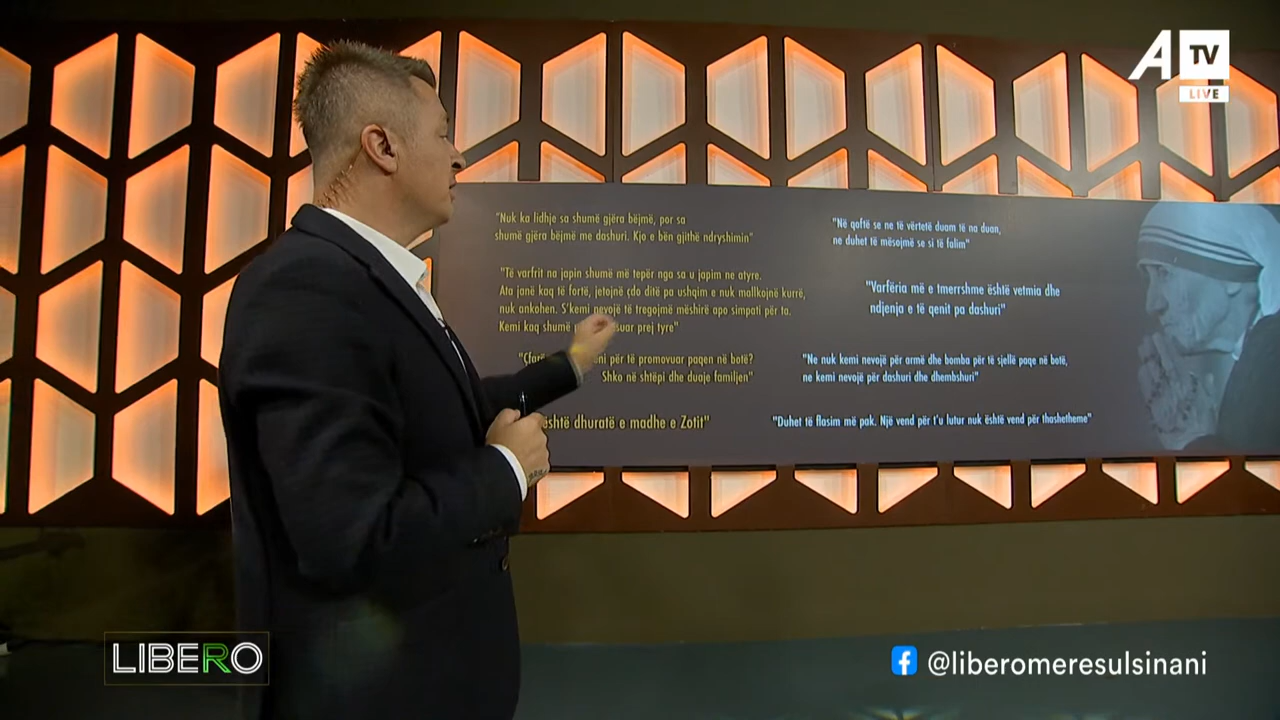 A TV
LIVE
"Nuk ka lidhje sa shumë gjëra bëjmë, por sa
shumë gjëra bëjmë me dashuri. Kjo e bën gjithë ndryshimin"
"Të varfrit na japin shumë më tepër nga sa u japim ne atyre.
Ata janë kaq të fortë, jetojnë çdo ditë pa ushqim e nuk mallkojnë kurrë,
nuk ankohen. S'kemi nevojë të tregojmë mëshirë apo simpati për ta.
Kemi kaq shumë prej tyre"
për të promovuar paqen në botë?
Shko në shtëpi dhe duaje familjen"
është dhuratë e madhe e Zotit"
"Në qoftë se ne të vërtetë duam të na duan,
ne duhet të mësojmë se si të falim"
"Varfëria më e tmerrshme është vetmia dhe
ndjenja e të qenit pa dashuri"
"Ne nuk kemi nevojë për armë dhe bomba për të sjellë paqe në botë,
ne kemi nevojë për dashuri dhe dhembshuri"
"Duhet të flasim më pak. Një vend për t'u lutur nuk është vend për thashetheme"
LIBERO
@liberomeresulsinani